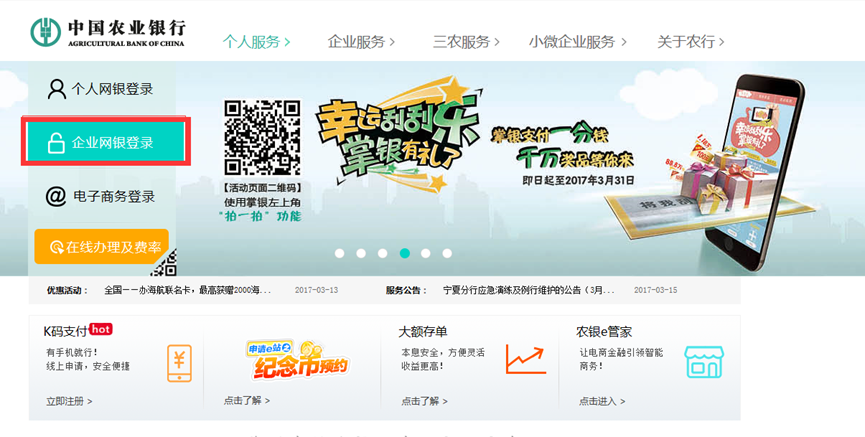 中国农业银行
AGRICULTURAL BANK OF CHINA
个人服务 >
企业服务 >
三农服务 >
小微企业服务 >
关于农行 >
个人网银登录
企业网银登录
@ 电子商务登录
在线办理及费率
【活动页面二维码】
使用掌银左上角
“拍一拍”功能
幸运刮刮乐
掌银有礼了
掌银支付一分钱
千万奖品等你来
即日起至2017年3月31日
优惠活动：
全国——办海航联名卡，最高获赠2000海...
2017-03-13
服务公告：
宁夏分行应急演练及例行维护的公告（3月...
2017-03-15
K码支付 hot
有手机就行！
线上申请，安全便捷
立即注册 >
申请e站
纪念币预约
点击了解 >
大额存单
本息安全，方便灵活
收益更高！
点击了解 >
农银e管家
让电商金融引领智能
商务！
点击进入 >